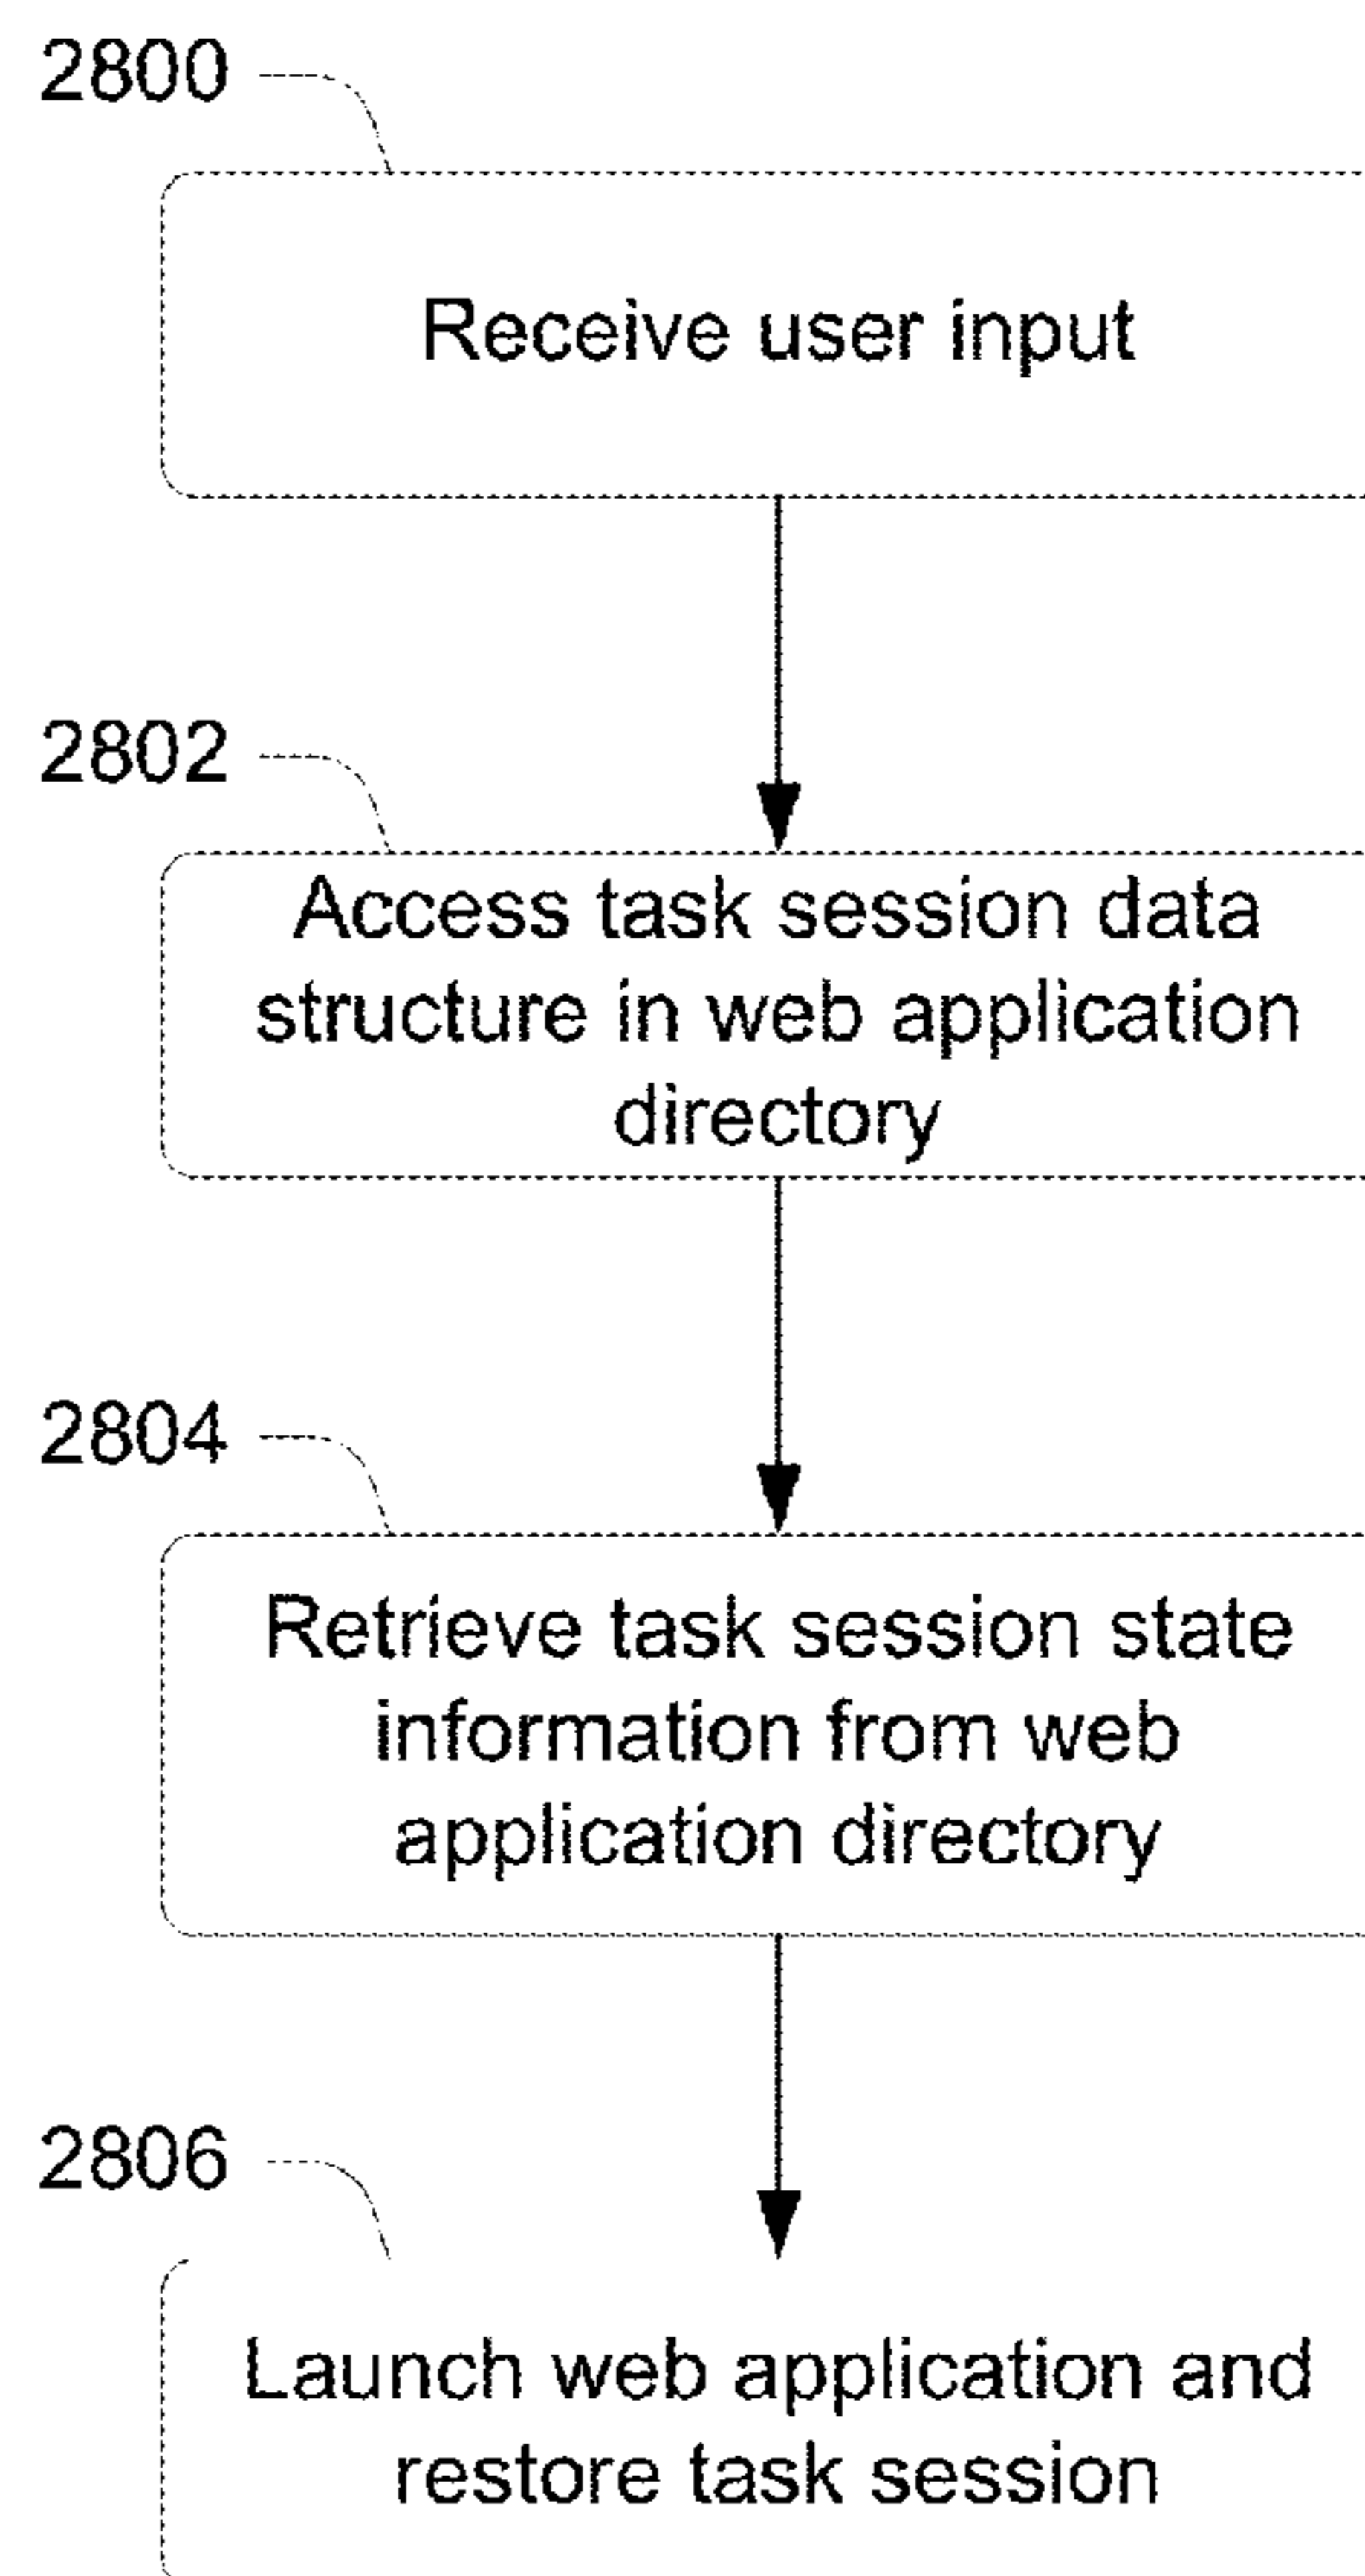 2800
Receive user input
2802
Access task session data
structure in web application
directory
2804
Retrieve task session state
information from web
application directory
2806
Launch web application and
restore task session